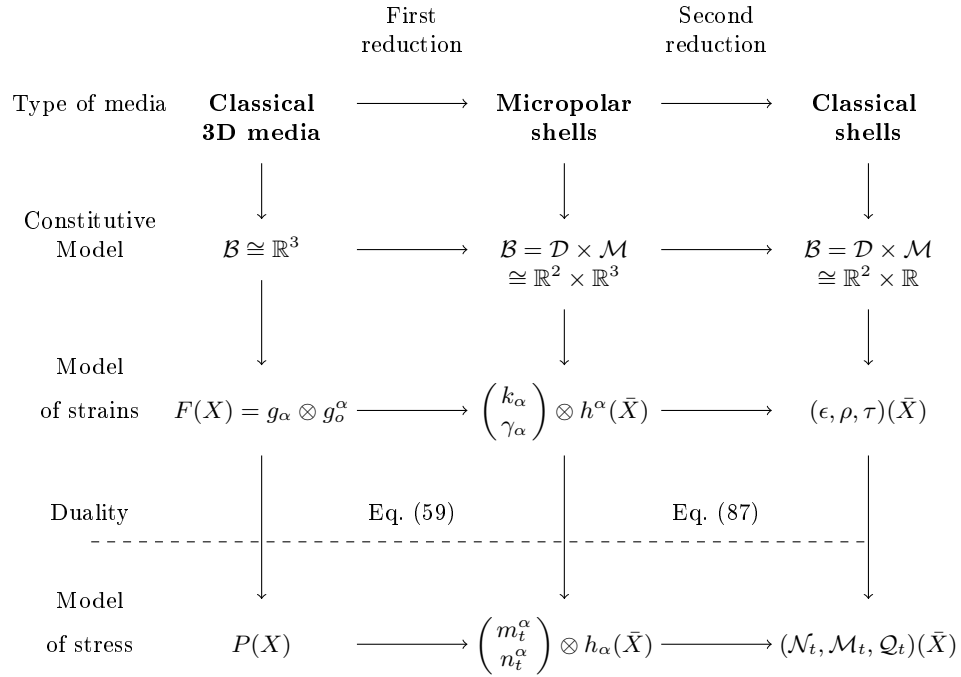 First Second
reduction reduction
Type of media Classical Micropolar Classical
3D media shells shells
Constitutive
Model ℬ ≅ ℝ³ ℬ = 𝒟 × ℳ ℬ = 𝒟 × ℳ
≅ ℝ² × ℝ³ ≅ ℝ² × ℝ
Model
of strains F(X) = g_α ⊗ g_o^α (k_α γ_α) ⊗ h^α(X̄) (ϵ, ρ, τ)(X̄)
Duality Eq. (59) Eq. (87)
Model
of stress P(X) (m_t^α n_t^α) ⊗ h_α(X̄) (𝒩_t, ℳ_t, 𝒬_t)(X̄)